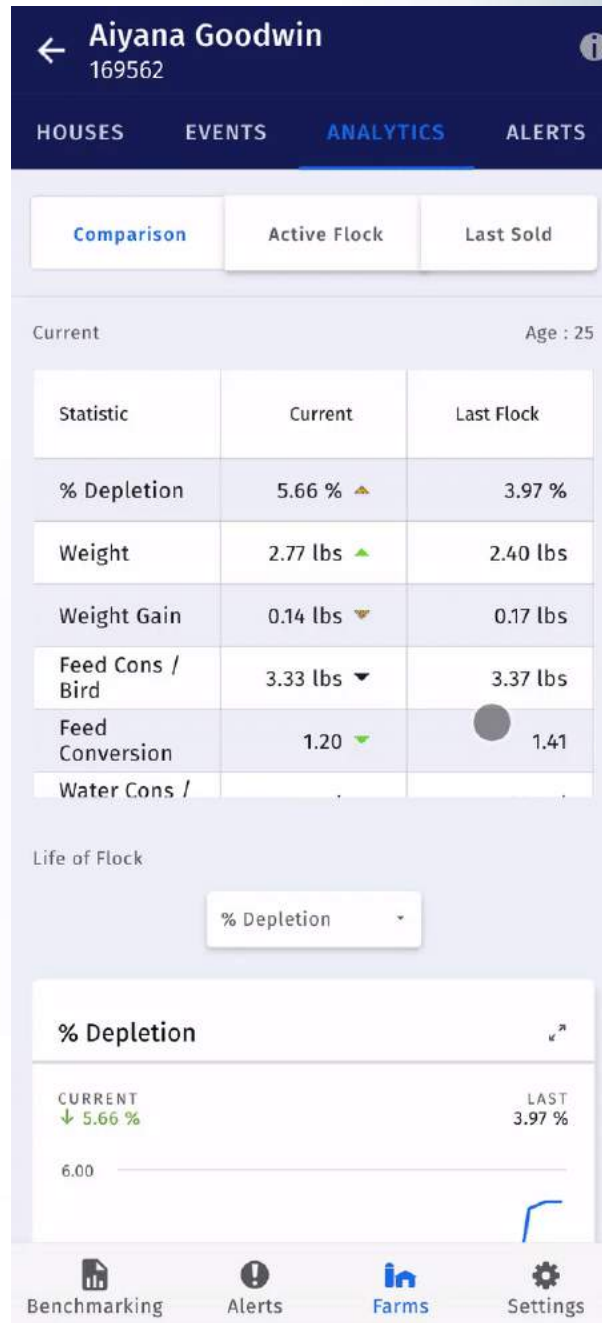 Aiyana Goodwin
169562
HOUSES EVENTS ANALYTICS ALERTS
Comparison Active Flock Last Sold
Current Age : 25
Statistic Current Last Flock
% Depletion 5.66 % 3.97 %
Weight 2.77 lbs 2.40 lbs
Weight Gain 0.14 lbs 0.17 lbs
Feed Cons /
Bird 3.33 lbs 3.37 lbs
Feed
Conversion 1.20 1.41
Water Cons /
Life of Flock
% Depletion
% Depletion
CURRENT LAST
↓ 5.66 % 3.97 %
6.00
Benchmarking Alerts Farms Settings